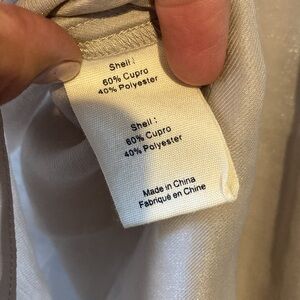 Shell :
60% Cupro
40% Polyester
Shell :
60% Cupro
40% Polyester
Made in China
Fabriqué en Chine